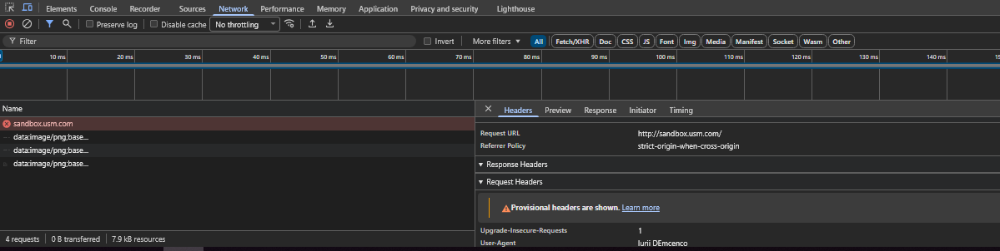 Elements Console Recorder Sources Network Performance Memory Application Privacy and security Lighthouse
Preserve log Disable cache No throttling
Filter Invert More filters All Fetch/XHR Doc CSS JS Font Img Media Manifest Socket Wasm Other
10 ms 20 ms 30 ms 40 ms 50 ms 60 ms 70 ms 80 ms 90 ms 100 ms 110 ms 120 ms 130 ms 140 ms 15
Name
sandbox.usm.com
data:image/png;base...
data:image/png;base...
data:image/png;base...
4 requests 0 B transferred 7.9 kB resources
Headers Preview Response Initiator Timing
Request URL http://sandbox.usm.com/
Referrer Policy strict-origin-when-cross-origin
Response Headers
Request Headers
Provisional headers are shown. Learn more
Upgrade-Insecure-Requests 1
User-Agent Iurii DEmcenco